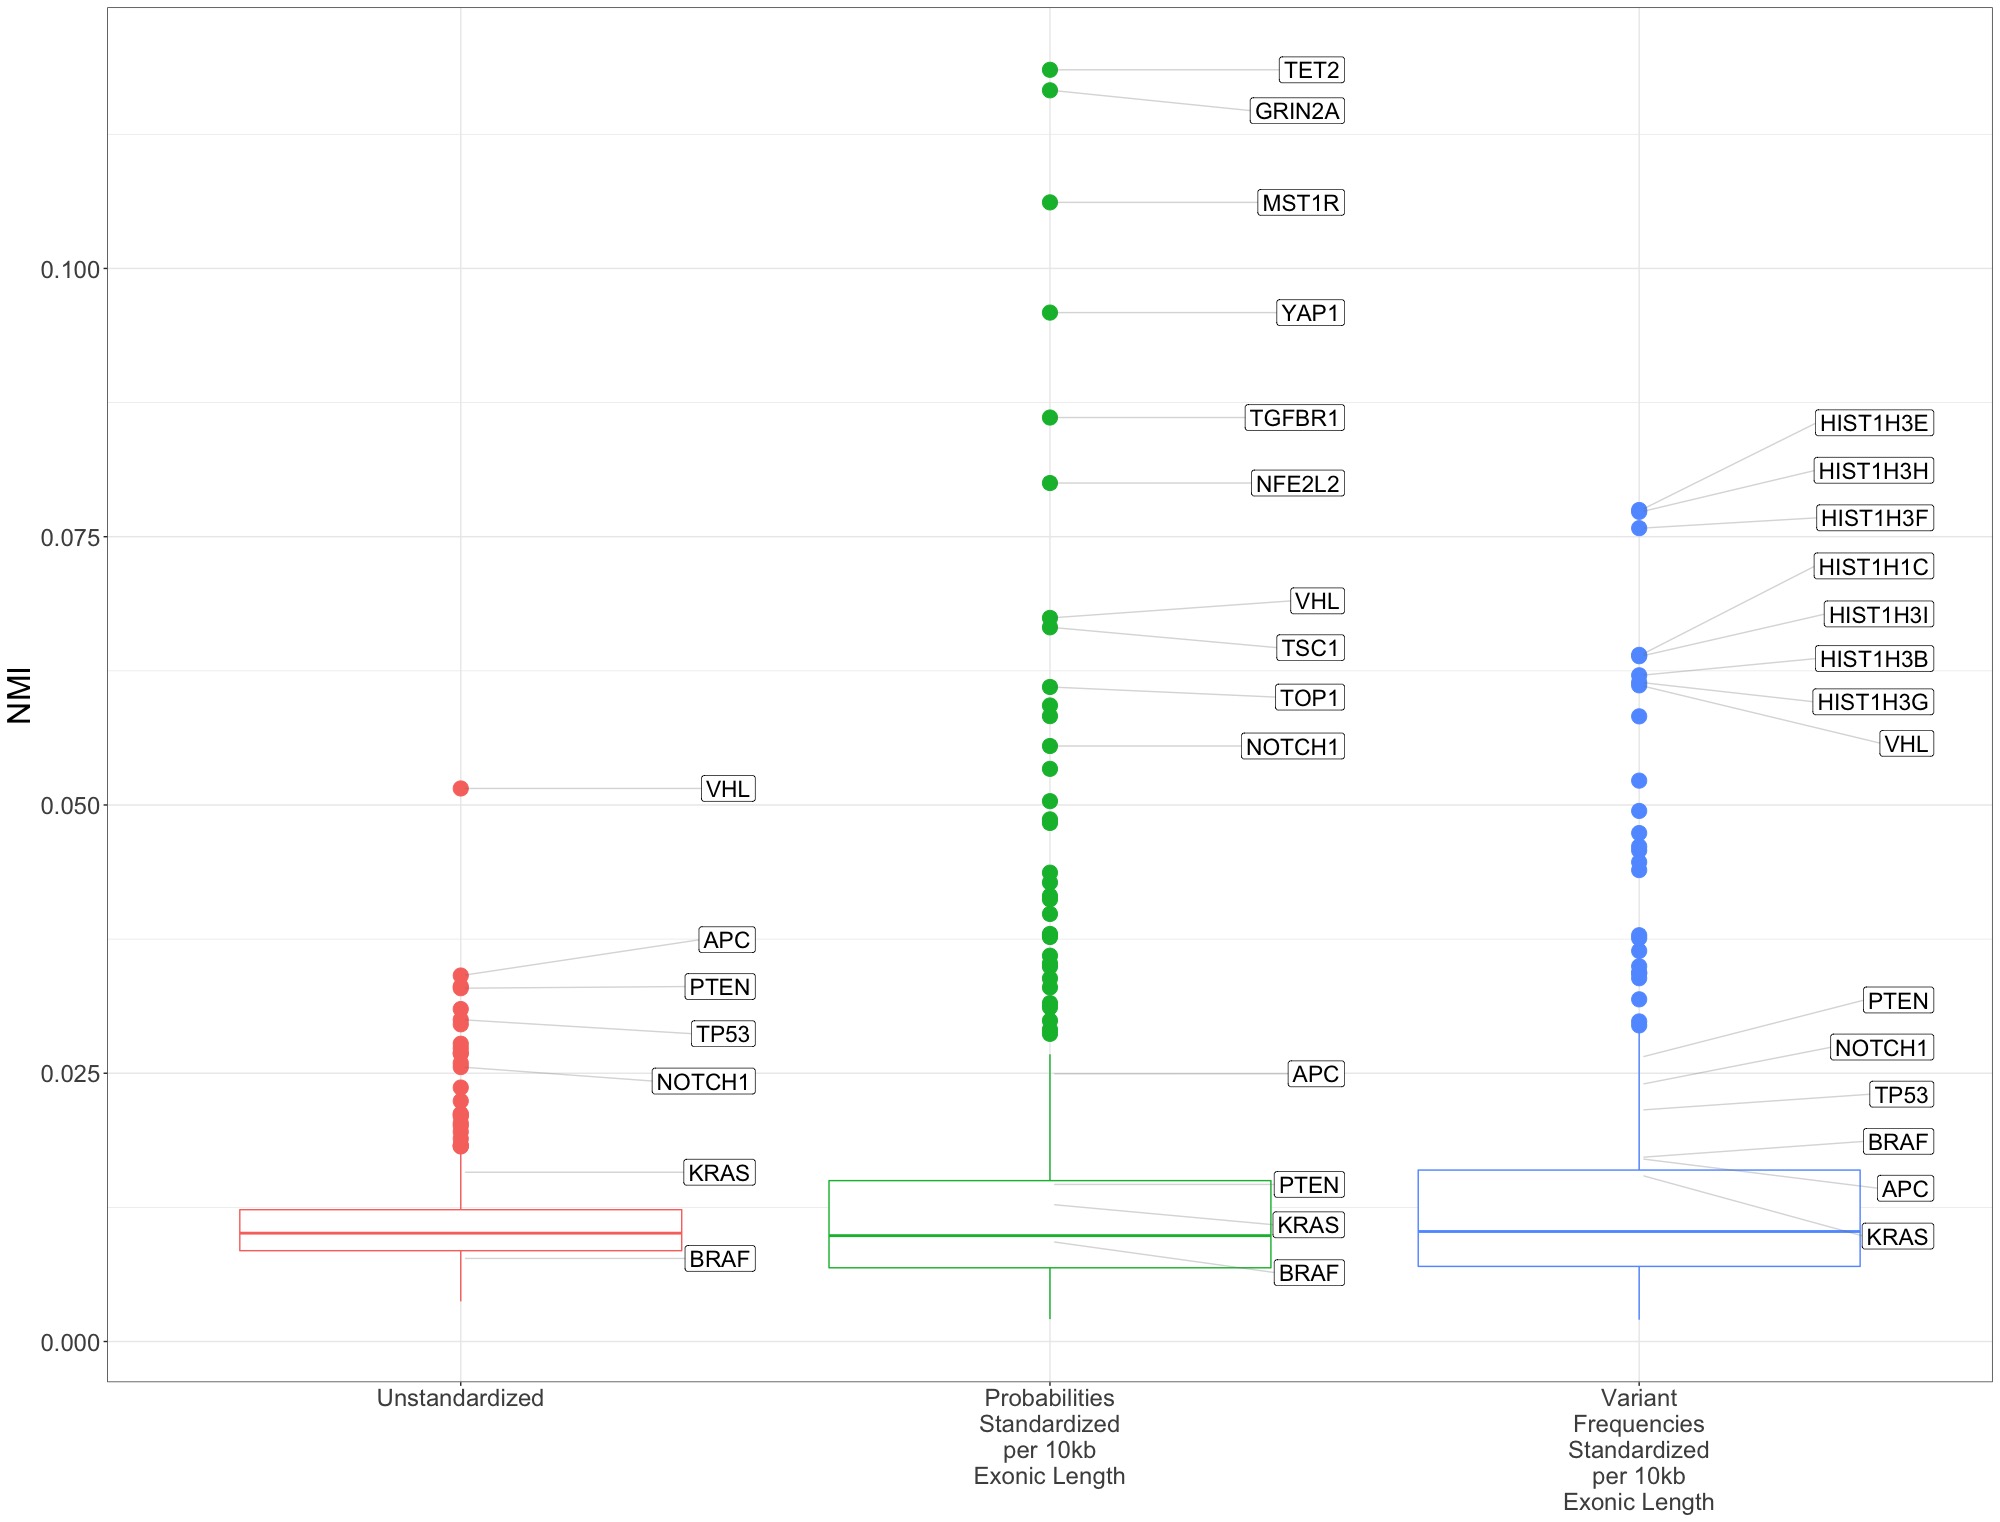 NMI
0.100
0.075
0.050
0.025
0.000
VHL
APC
PTEN
TP53
NOTCH1
KRAS
BRAF
TET2
GRIN2A
MST1R
YAP1
TGFBR1
NFE2L2
VHL
TSC1
TOP1
NOTCH1
APC
PTEN
KRAS
BRAF
HIST1H3E
HIST1H3H
HIST1H3F
HIST1H1C
HIST1H3I
HIST1H3B
HIST1H3G
VHL
PTEN
NOTCH1
TP53
BRAF
APC
KRAS
Unstandardized
Probabilities
Standardized
per 10kb
Exonic Length
Variant
Frequencies
Standardized
per 10kb
Exonic Length